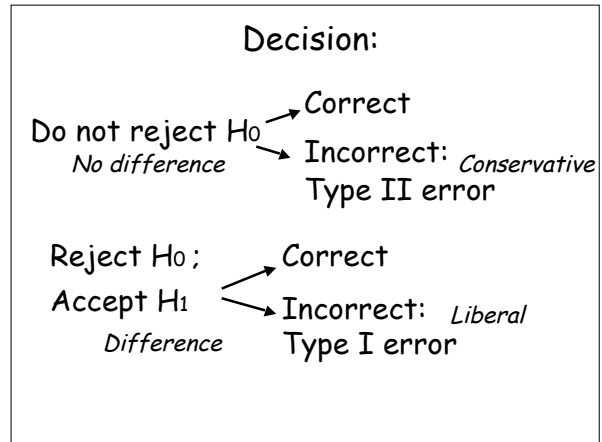 Decision:
Do not reject H0
No difference
Correct
Incorrect: Conservative
Type II error
Reject H0 ;
Accept H1
Difference
Correct
Incorrect: Liberal
Type I error